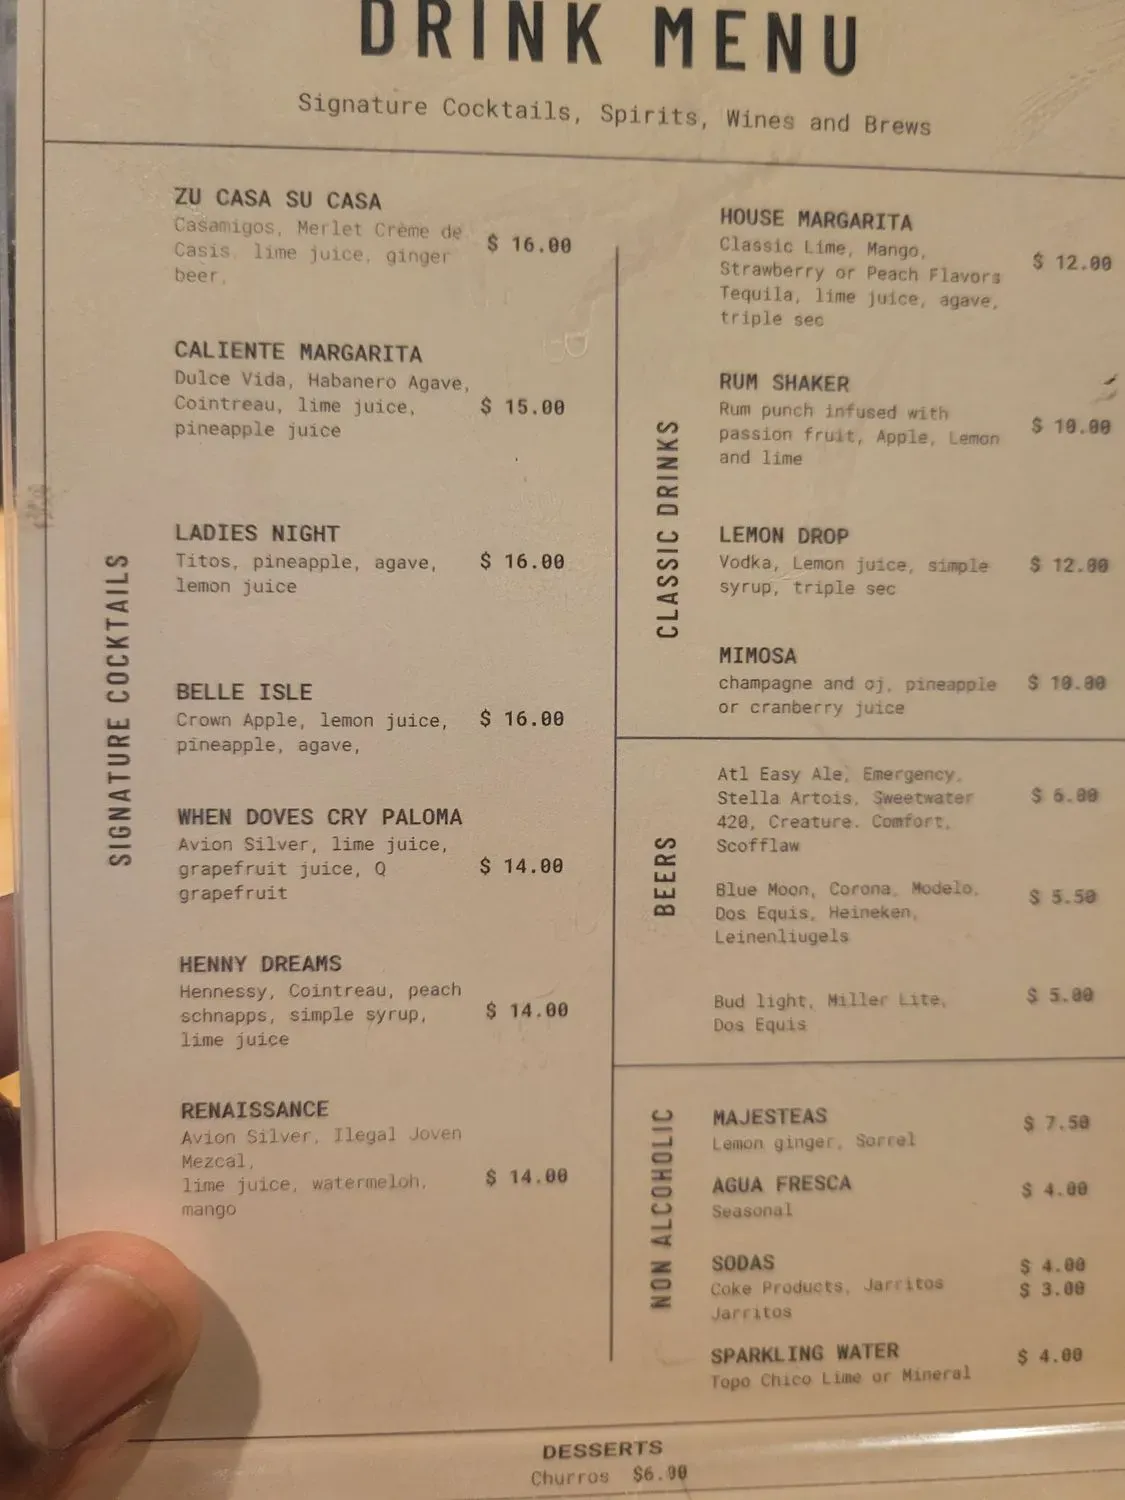 DRINK MENU
Signature Cocktails, Spirits, Wines and Brews
SIGNATURE COCKTAILS
ZU CASA SU CASA
Casamigos, Merlet Crème de
Casis, lime juice, ginger
beer,
$ 16.00
CALIENTE MARGARITA
Dulce Vida, Habanero Agave,
Cointreau, lime juice,
pineapple juice
$ 15.00
LADIES NIGHT
Titos, pineapple, agave,
lemon juice
$ 16.00
BELLE ISLE
Crown Apple, lemon juice,
pineapple, agave,
$ 16.00
WHEN DOVES CRY PALOMA
Avion Silver, lime juice,
grapefruit juice, Q
grapefruit
$ 14.00
HENNY DREAMS
Hennessy, Cointreau, peach
schnapps, simple syrup,
lime juice
$ 14.00
RENAISSANCE
Avion Silver, Ilegal Joven
Mezcal,
lime juice, watermeloh,
mango
$ 14.00
CLASSIC DRINKS
HOUSE MARGARITA
Classic Lime, Mango,
Strawberry or Peach Flavors
Tequila, lime juice, agave,
triple sec
$ 12.00
RUM SHAKER
Rum punch infused with
passion fruit, Apple, Lemon
and lime
$ 10.00
LEMON DROP
Vodka, Lemon juice, simple
syrup, triple sec
$ 12.00
MIMOSA
champagne and oj, pineapple
or cranberry juice
$ 10.00
BEERS
Atl Easy Ale, Emergency,
Stella Artois, Sweetwater
420, Creature. Comfort,
Scofflaw
$ 6.00
Blue Moon, Corona, Modelo,
Dos Equis, Heineken,
Leinenliugels
$ 5.50
Bud light, Miller Lite,
Dos Equis
$ 5.00
NON ALCOHOLIC
MAJESTEAS
Lemon ginger, Sorrel
$ 7.50
AGUA FRESCA
Seasonal
$ 4.00
SODAS
Coke Products, Jarritos
Jarritos
$ 4.00
$ 3.00
SPARKLING WATER
Topo Chico Lime or Mineral
$ 4.00
DESSERTS
Churros $6.00